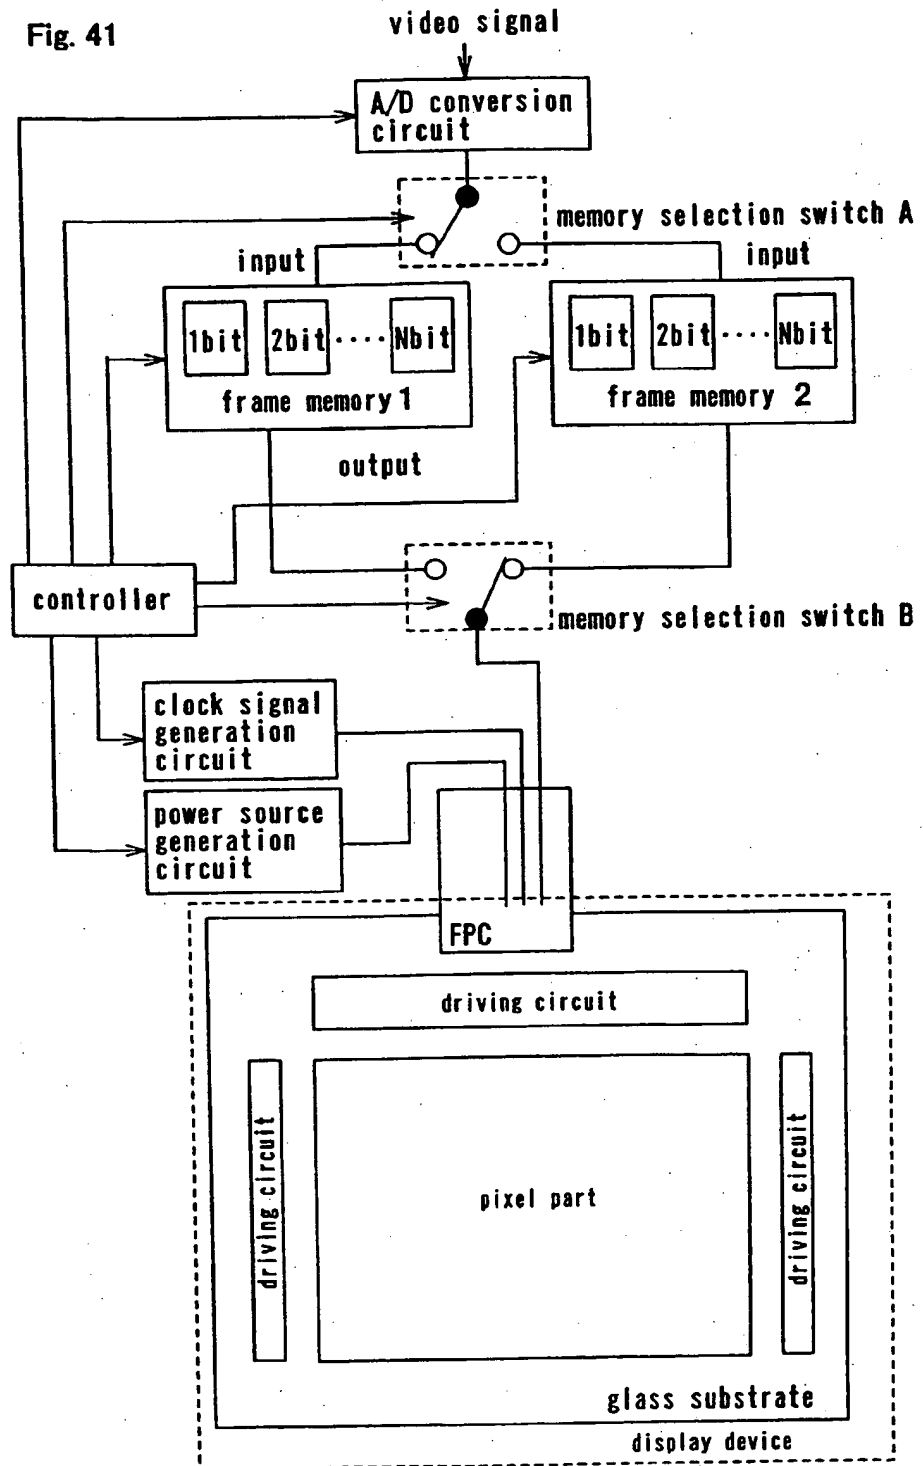 Fig. 41
video signal
A/D conversion
circuit
memory selection switch A
input
input
1bit 2bit ···· Nbit
frame memory 1
1bit 2bit ···· Nbit
frame memory 2
output
controller
memory selection switch B
clock signal
generation
circuit
power source
generation
circuit
FPC
driving circuit
driving circuit
pixel part
driving circuit
glass substrate
display device